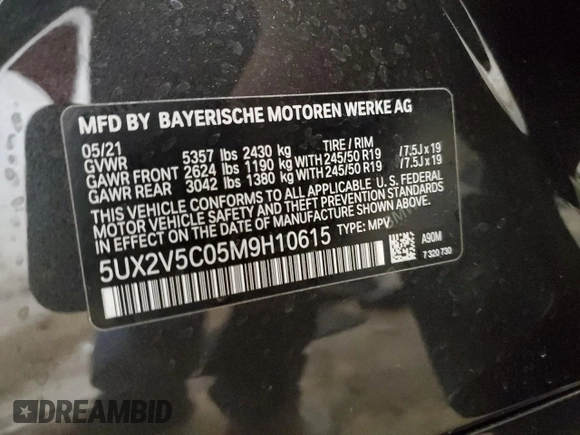 MFD BY BAYERISCHE MOTOREN WERKE AG
05/21 TIRE / RIM
GVWR 5357 lbs 2430 kg
GAWR FRONT 2624 lbs 1190 kg WITH 245/50 R19 / 7.5J x 19
GAWR REAR 3042 lbs 1380 kg WITH 245/50 R19 / 7.5J x 19
THIS VEHICLE CONFORMS TO ALL APPLICABLE U.S. FEDERAL
MOTOR VEHICLE SAFETY AND THEFT PREVENTION STANDARDS
IN EFFECT ON THE DATE OF MANUFACTURE SHOWN ABOVE.
5UX2V5C05M9H10615 TYPE: MPV
A90M
7 320 730
DREAMBID